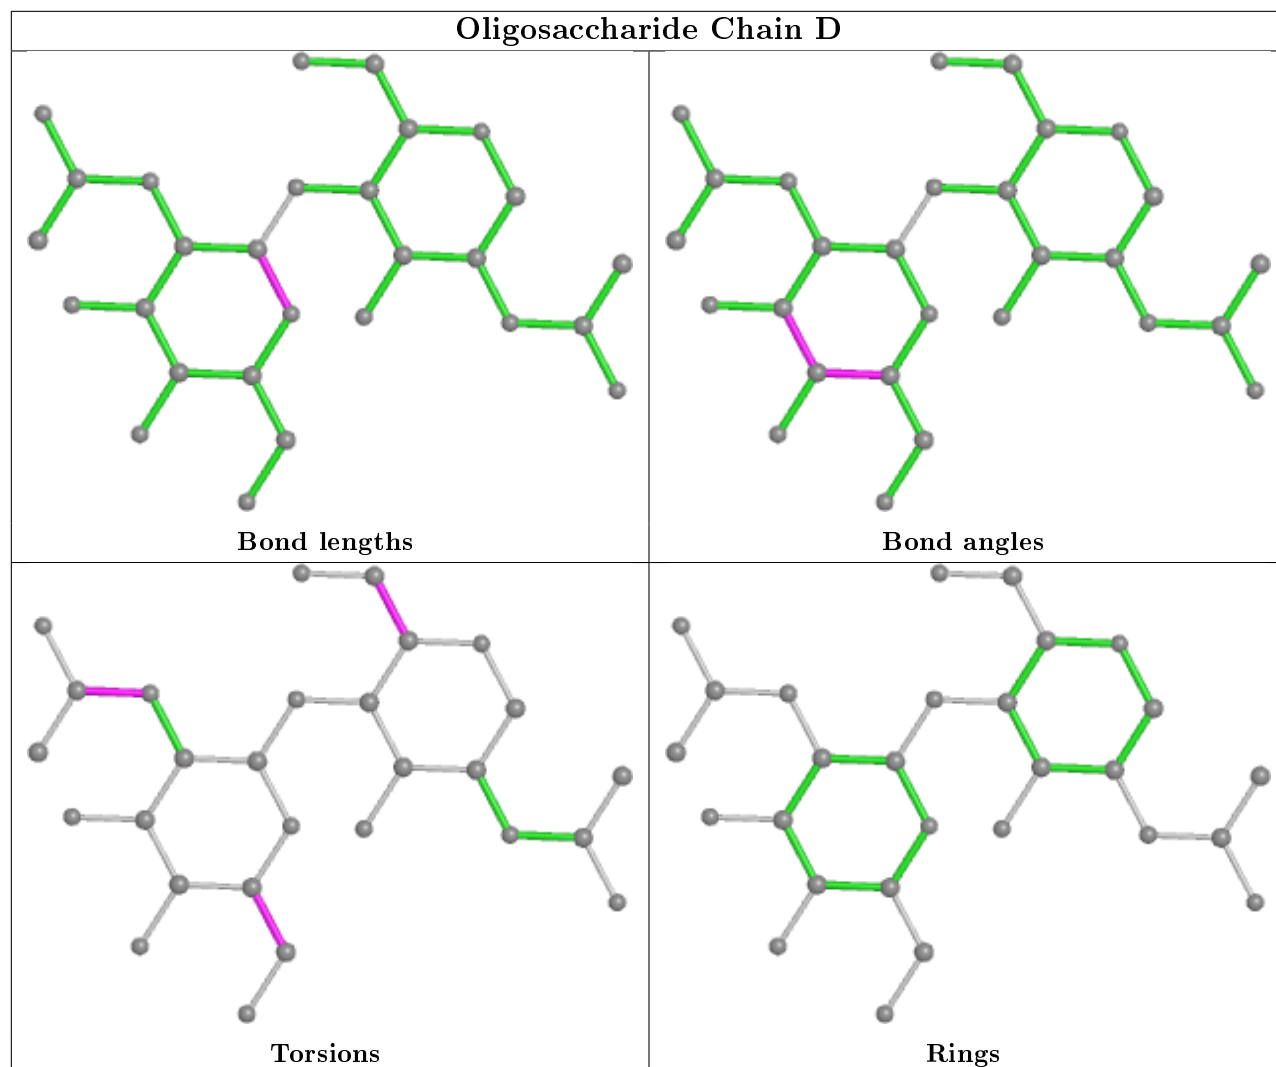 Oligosaccharide Chain D
Bond lengths
Bond angles
Torsions
Rings